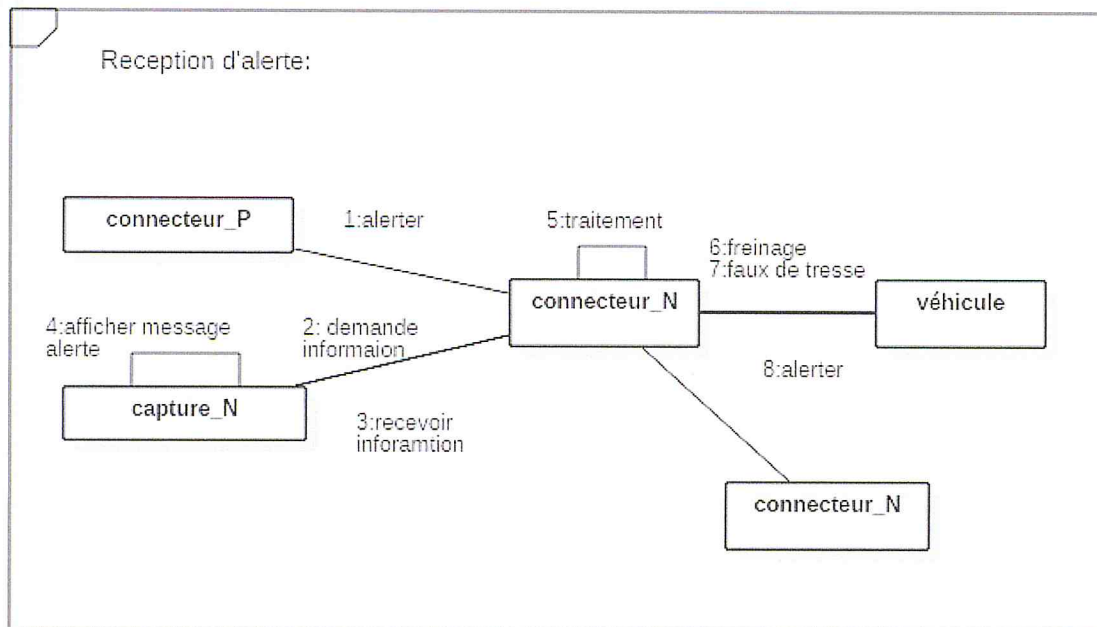 Reception d'alerte:
connecteur_P
1:alerter
5:traitement
6:freinage
7:faux de tresse
connecteur_N
véhicule
4:afficher message
alerte
2: demande
informaion
8:alerter
capture_N
3:recevoir
inforamtion
connecteur_N